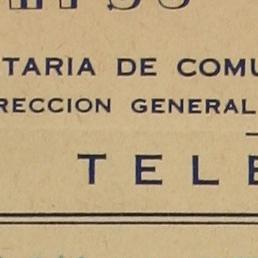 TARIA DE COMU
RECCION GENERAL
TELE